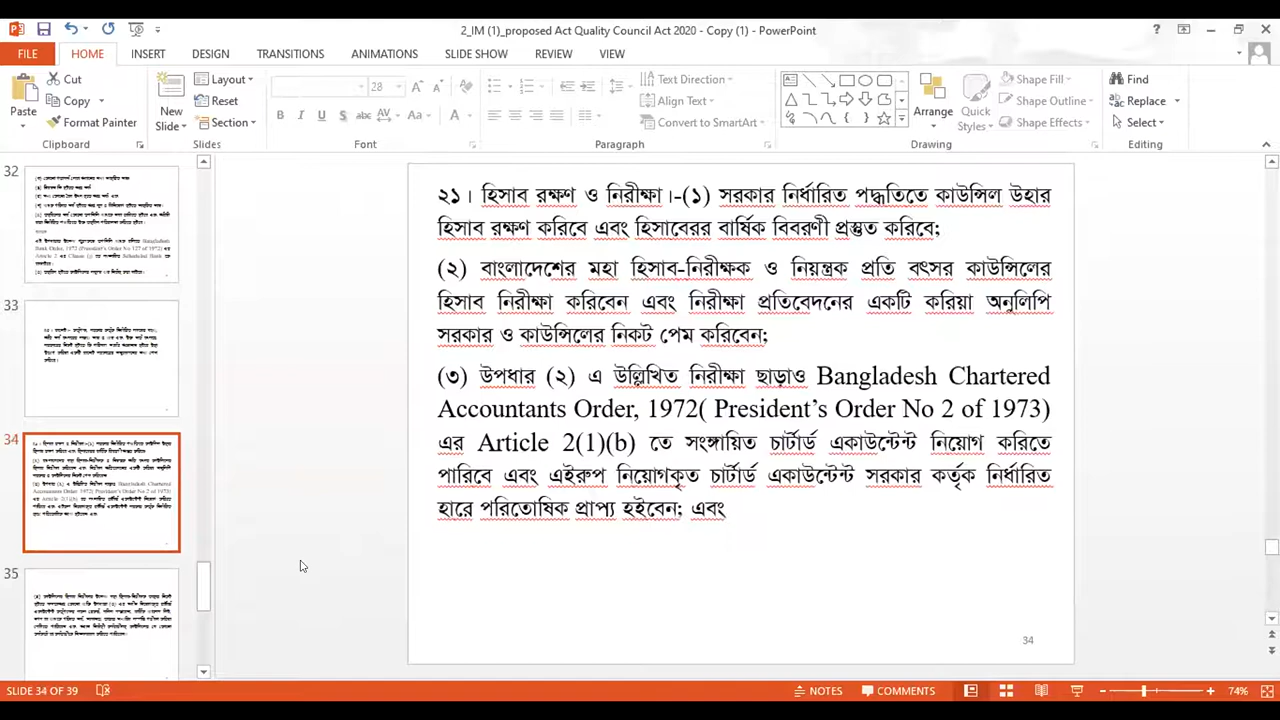 2_IM (1)_proposed Act Quality Council Act 2020 - Copy (1) - PowerPoint
FILE HOME INSERT DESIGN TRANSITIONS ANIMATIONS SLIDE SHOW REVIEW VIEW
Paste Cut Copy Format Painter
Clipboard
New Slide Layout Reset Section
Slides
28
Font
Text Direction Align Text Convert to SmartArt
Paragraph
Arrange Quick Styles Shape Fill Shape Outline Shape Effects
Drawing
Find Replace Select
Editing
32
33
34
35
২১। হিসাব রক্ষণ ও নিরীক্ষা।-(১) সরকার নির্ধারিত পদ্ধতিতে কাউন্সিল উহার
হিসাব রক্ষণ করিবে এবং হিসাবেরর বার্ষিক বিবরণী প্রস্তুত করিবে;
(২) বাংলাদেশের মহা হিসাব-নিরীক্ষক ও নিয়ন্ত্রক প্রতি বৎসর কাউন্সিলের
হিসাব নিরীক্ষা করিবেন এবং নিরীক্ষা প্রতিবেদনের একটি করিয়া অনুলিপি
সরকার ও কাউন্সিলের নিকট পেম করিবেন;
(৩) উপধার (২) এ উল্লিখিত নিরীক্ষা ছাড়াও Bangladesh Chartered
Accountants Order, 1972( President’s Order No 2 of 1973)
এর Article 2(1)(b) তে সংঙ্গায়িত চার্টার্ড একাউন্টেন্ট নিয়োগ করিতে
পারিবে এবং এইরুপ নিয়োগকৃত চার্টার্ড একাউন্টেন্ট সরকার কর্তৃক নির্ধারিত
হারে পরিতোষিক প্রাপ্য হইবেন; এবং
34
SLIDE 34 OF 39
NOTES COMMENTS 74%